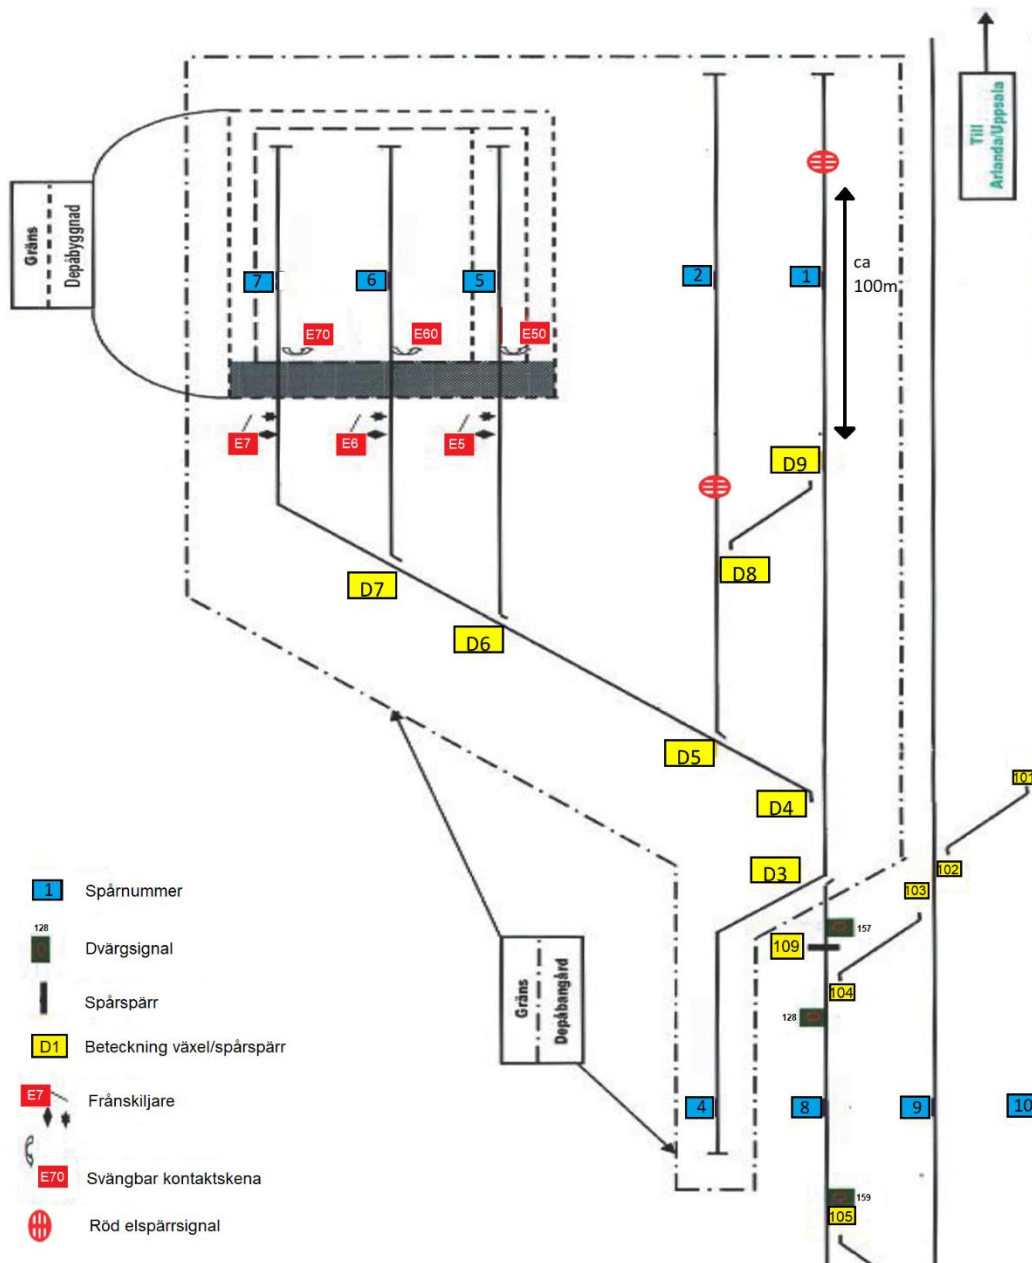 Till
Arlanda/Uppsala
Gräns
Depåbyggnad
7
6
5
2
1
ca
100m
E70
E60
E50
E7
E6
E5
D9
D8
D7
D6
D5
D4
D3
101
102
103
109
157
104
128
Gräns
Depåbangård
4
8
9
10
159
105
1
Spårnummer
128
Dvärgsignal
Spårspärr
D1
Beteckning växel/spårspärr
E7
Frånskiljare
E70
Svängbar kontaktskena
Röd elspärrsignal